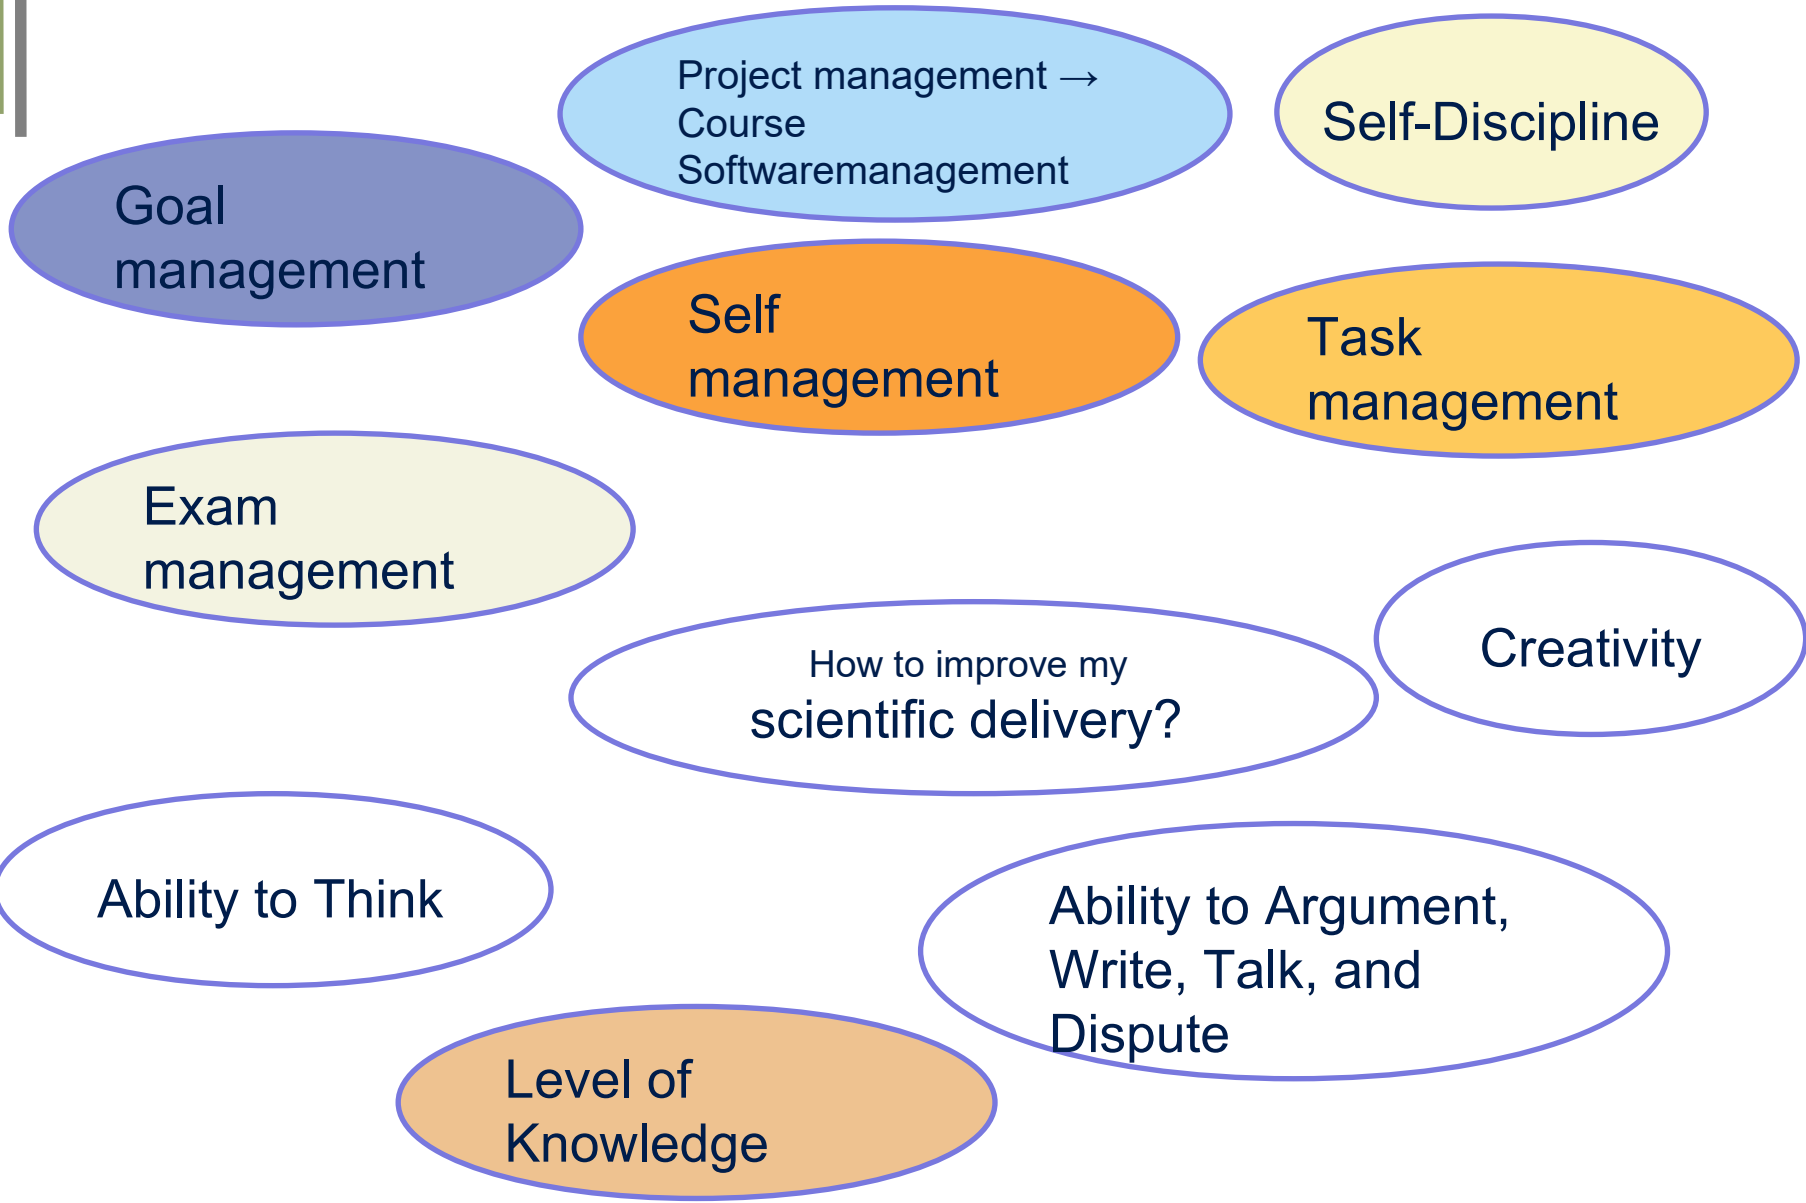 Project management →
Course
Softwaremanagement
Self-Discipline
Goal
management
Self
management
Task
management
Exam
management
How to improve my
scientific delivery?
Creativity
Ability to Think
Ability to Argument,
Write, Talk, and
Dispute
Level of
Knowledge